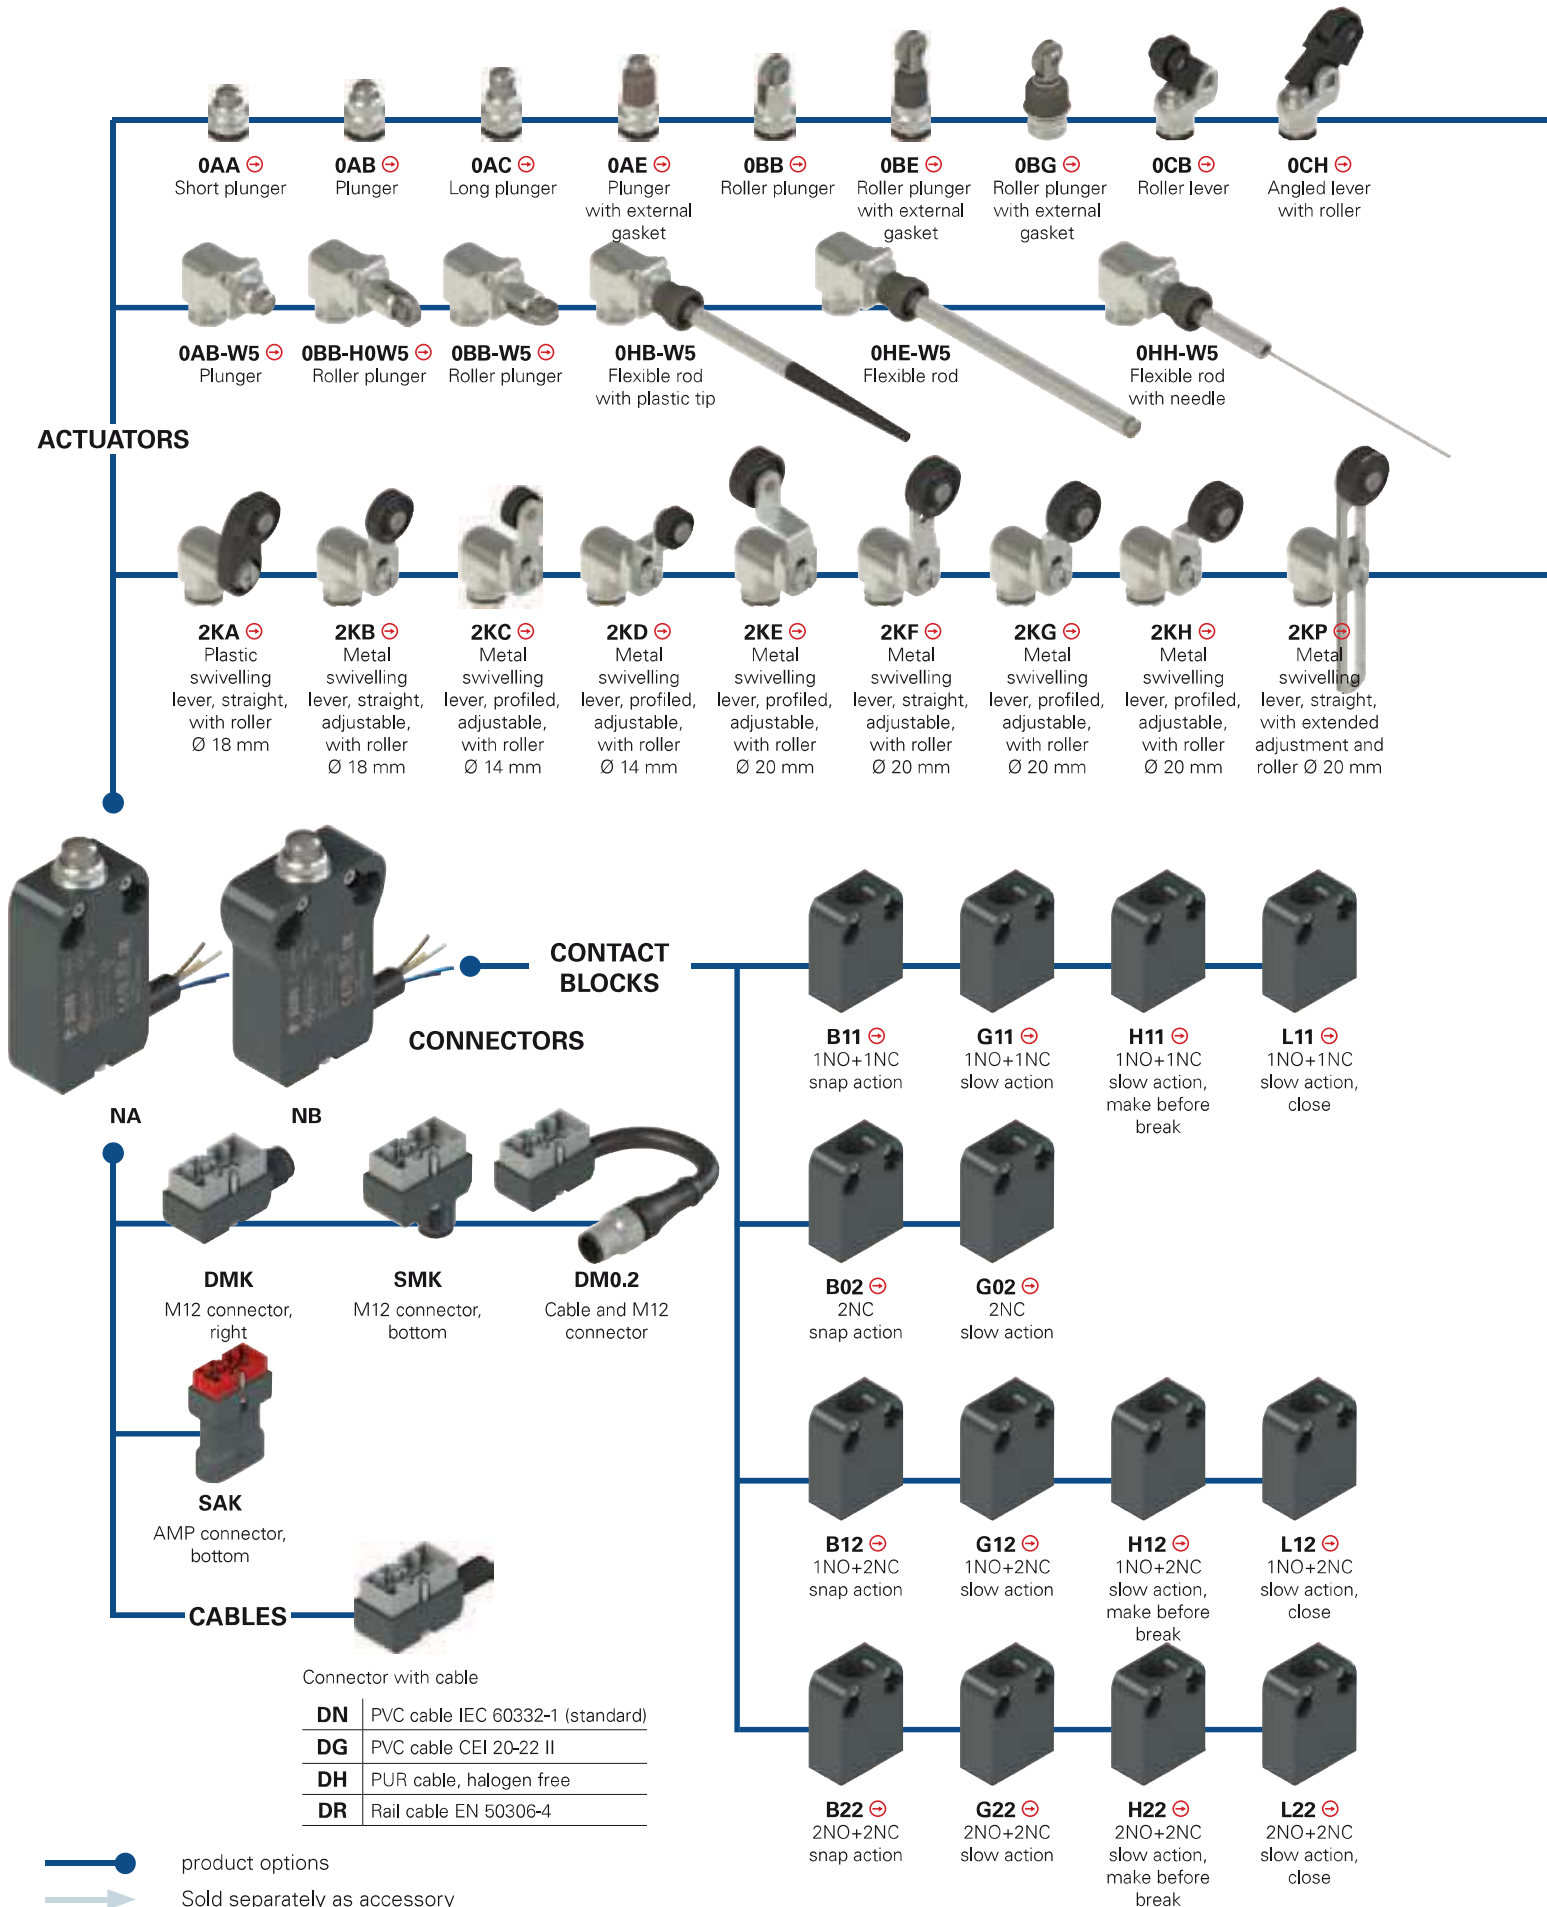 0AA
Short plunger
0AB
Plunger
0AC
Long plunger
0AE
Plunger
with external
gasket
0BB
Roller plunger
0BE
Roller plunger
with external
gasket
0BG
Roller plunger
with external
gasket
0CB
Roller lever
0CH
Angled lever
with roller
0AB-W5
Plunger
0BB-H0W5
Roller plunger
0BB-W5
Roller plunger
0HB-W5
Flexible rod
with plastic tip
0HE-W5
Flexible rod
0HH-W5
Flexible rod
with needle
ACTUATORS
2KA
Plastic
swivelling
lever, straight,
with roller
Ø 18 mm
2KB
Metal
swivelling
lever, straight,
adjustable,
with roller
Ø 18 mm
2KC
Metal
swivelling
lever, profiled,
adjustable,
with roller
Ø 14 mm
2KD
Metal
swivelling
lever, profiled,
adjustable,
with roller
Ø 14 mm
2KE
Metal
swivelling
lever, profiled,
adjustable,
with roller
Ø 20 mm
2KF
Metal
swivelling
lever, straight,
adjustable,
with roller
Ø 20 mm
2KG
Metal
swivelling
lever, profiled,
adjustable,
with roller
Ø 20 mm
2KH
Metal
swivelling
lever, profiled,
adjustable,
with roller
Ø 20 mm
2KP
Metal
swivelling
lever, straight,
with extended
adjustment and
roller Ø 20 mm
CONTACT
BLOCKS
CONNECTORS
NA
NB
B11
1NO+1NC
snap action
G11
1NO+1NC
slow action
H11
1NO+1NC
slow action,
make before
break
L11
1NO+1NC
slow action,
close
DMK
M12 connector,
right
SMK
M12 connector,
bottom
DM0.2
Cable and M12
connector
B02
2NC
snap action
G02
2NC
slow action
SAK
AMP connector,
bottom
B12
1NO+2NC
snap action
G12
1NO+2NC
slow action
H12
1NO+2NC
slow action,
make before
break
L12
1NO+2NC
slow action,
close
CABLES
Connector with cable
DN PVC cable IEC 60332-1 (standard)
DG PVC cable CEI 20-22 II
DH PUR cable, halogen free
DR Rail cable EN 50306-4
B22
2NO+2NC
snap action
G22
2NO+2NC
slow action
H22
2NO+2NC
slow action,
make before
break
L22
2NO+2NC
slow action,
close
product options
Sold separately as accessory